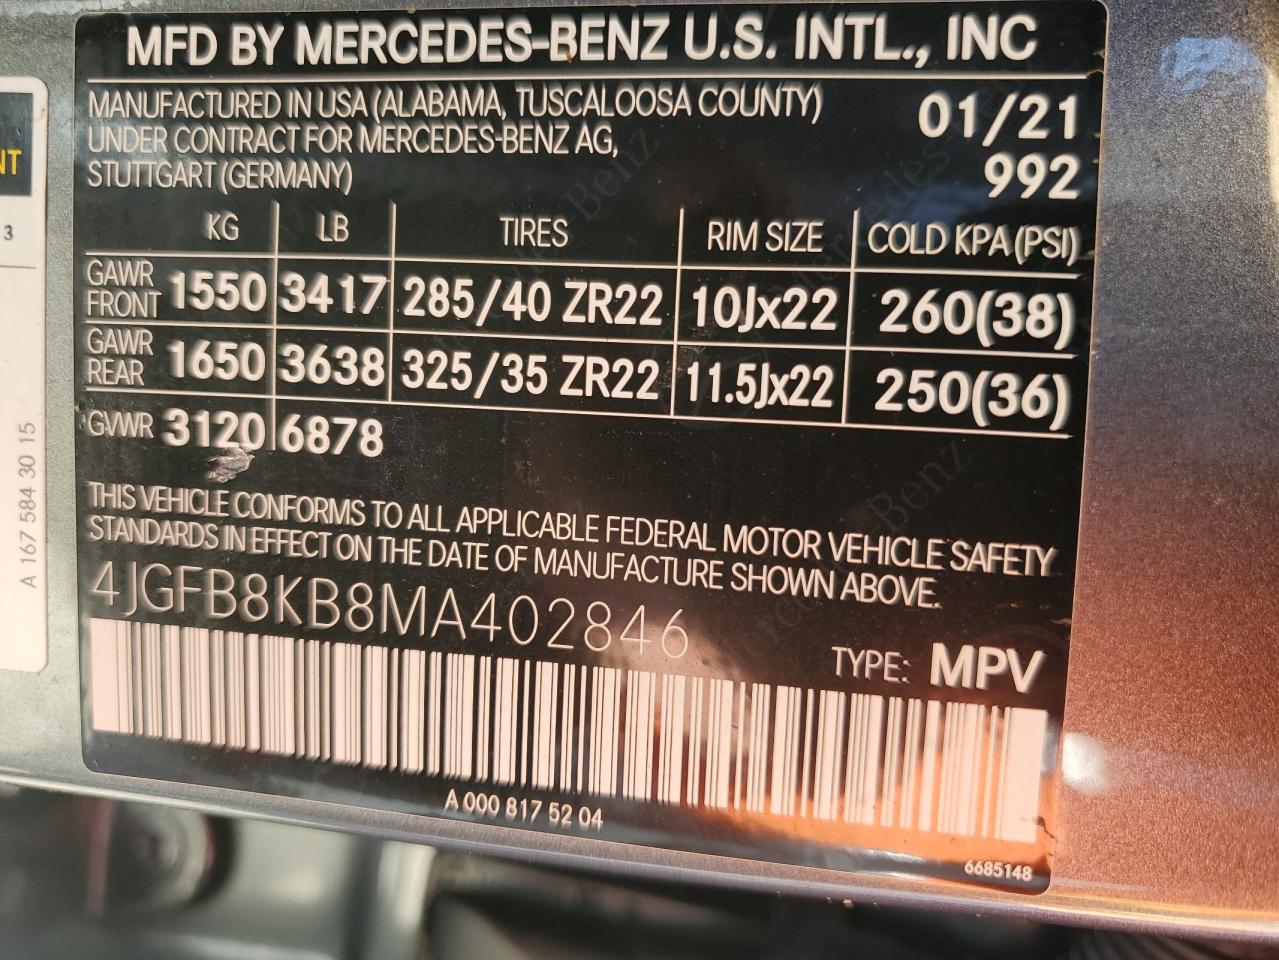 MFD BY MERCEDES-BENZ U.S. INTL., INC
MANUFACTURED IN USA (ALABAMA, TUSCALOOSA COUNTY)
UNDER CONTRACT FOR MERCEDES-BENZ AG,
STUTTGART (GERMANY)
01/21
992
KG LB TIRES RIM SIZE COLD KPA (PSI)
GAWR FRONT 1550 3417 285/40 ZR22 10Jx22 260(38)
GAWR REAR 1650 3638 325/35 ZR22 11.5Jx22 250(36)
GVWR 3120 6878
THIS VEHICLE CONFORMS TO ALL APPLICABLE FEDERAL MOTOR VEHICLE SAFETY
STANDARDS IN EFFECT ON THE DATE OF MANUFACTURE SHOWN ABOVE.
4JGFB8KB8MA402846
TYPE: MPV
A 000 817 52 04
6685148
3
A 167 584 30 15